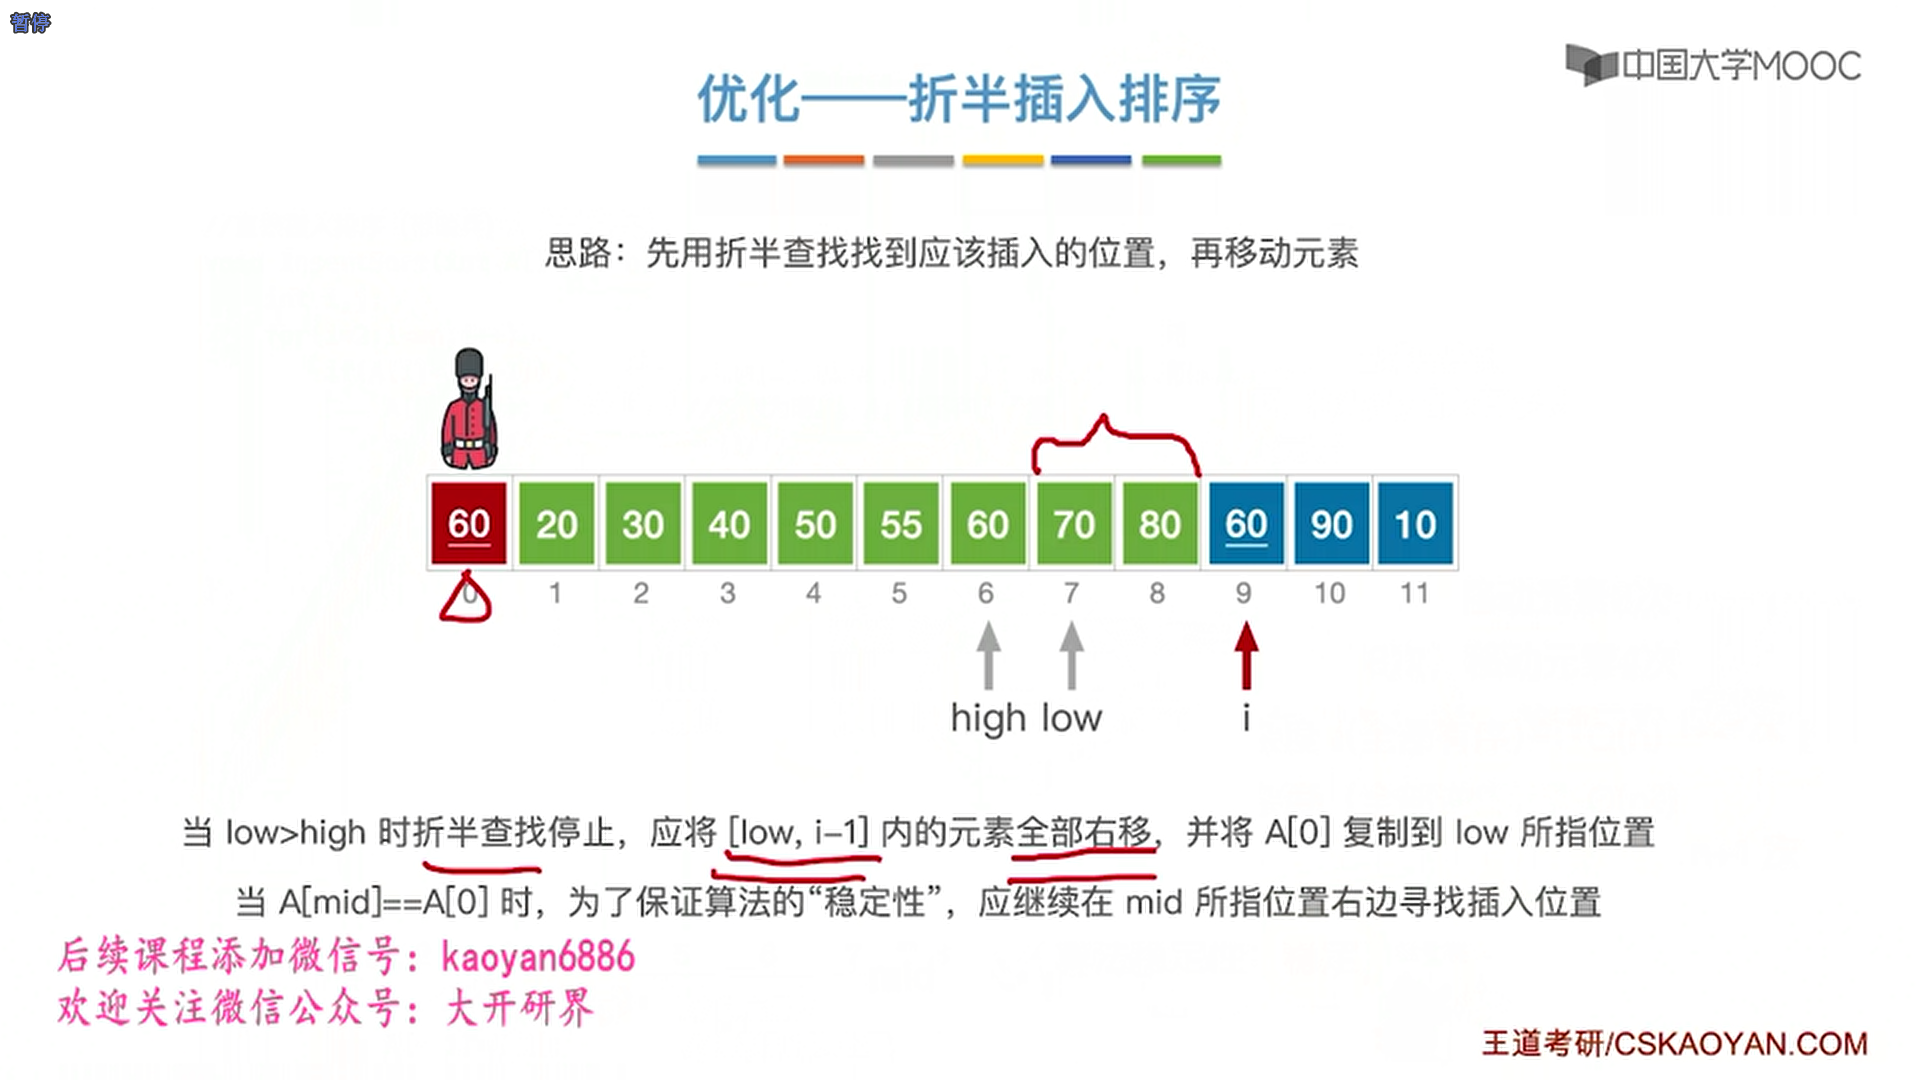 暂停
中国大学MOOC
优化——折半插入排序
思路：先用折半查找找到应该插入的位置，再移动元素
60 20 30 40 50 55 60 70 80 60 90 10
0 1 2 3 4 5 6 7 8 9 10 11
high low i
当 low>high 时折半查找停止，应将 [low, i-1] 内的元素全部右移，并将 A[0] 复制到 low 所指位置
当 A[mid]==A[0] 时，为了保证算法的“稳定性”，应继续在 mid 所指位置右边寻找插入位置
后续课程添加微信号：kaoyan6886
欢迎关注微信公众号：大开研界
王道考研/CSKAOYAN.COM